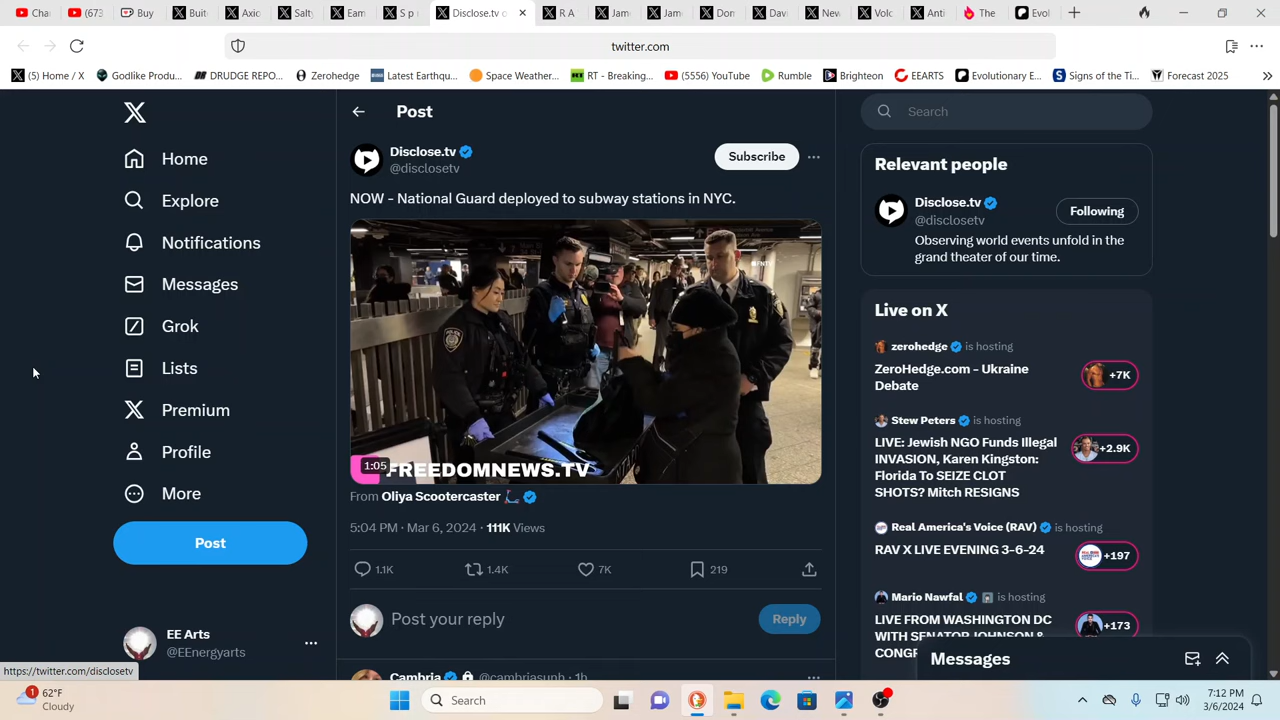 Cha
(673
Buy
Buit
Axic
Salty
Eam
S p r
Disclose.tv o
R A
Jam
Jam
Don
Davi
New
Volc
Anti
The
Evol
twitter.com
(5) Home / X
Godlike Produ...
DRUDGE REPO...
Zerohedge
Latest Earthqu...
Space Weather...
RT - Breaking...
(5556) YouTube
Rumble
Brighteon
EEARTS
Evolutionary E...
Signs of the Ti...
Forecast 2025
Home
Explore
Notifications
Messages
Grok
Lists
Premium
Profile
More
Post
EE Arts
@EEnergyarts
https://twitter.com/disclosetv
Post
Disclose.tv
@disclosetv
Subscribe
NOW - National Guard deployed to subway stations in NYC.
POLICE
1:05
FREEDOMNEWS.TV
From Oliya Scootercaster 🛴
5:04 PM · Mar 6, 2024 · 111K Views
1.1K
1.4K
7K
219
Post your reply
Reply
Cambria
@cambriasunh · 1h
Search
Relevant people
Disclose.tv
@disclosetv
Following
Observing world events unfold in the
grand theater of our time.
Live on X
zerohedge is hosting
ZeroHedge.com - Ukraine
Debate
+7K
Stew Peters is hosting
LIVE: Jewish NGO Funds Illegal
INVASION, Karen Kingston:
Florida To SEIZE CLOT
SHOTS? Mitch RESIGNS
+2.9K
Real America's Voice (RAV) is hosting
RAV X LIVE EVENING 3-6-24
+197
Mario Nawfal is hosting
LIVE FROM WASHINGTON DC
WITH SENATOR JOHNSON &
CONGR
+173
Messages
1
62°F
Cloudy
Search
7:12 PM
3/6/2024